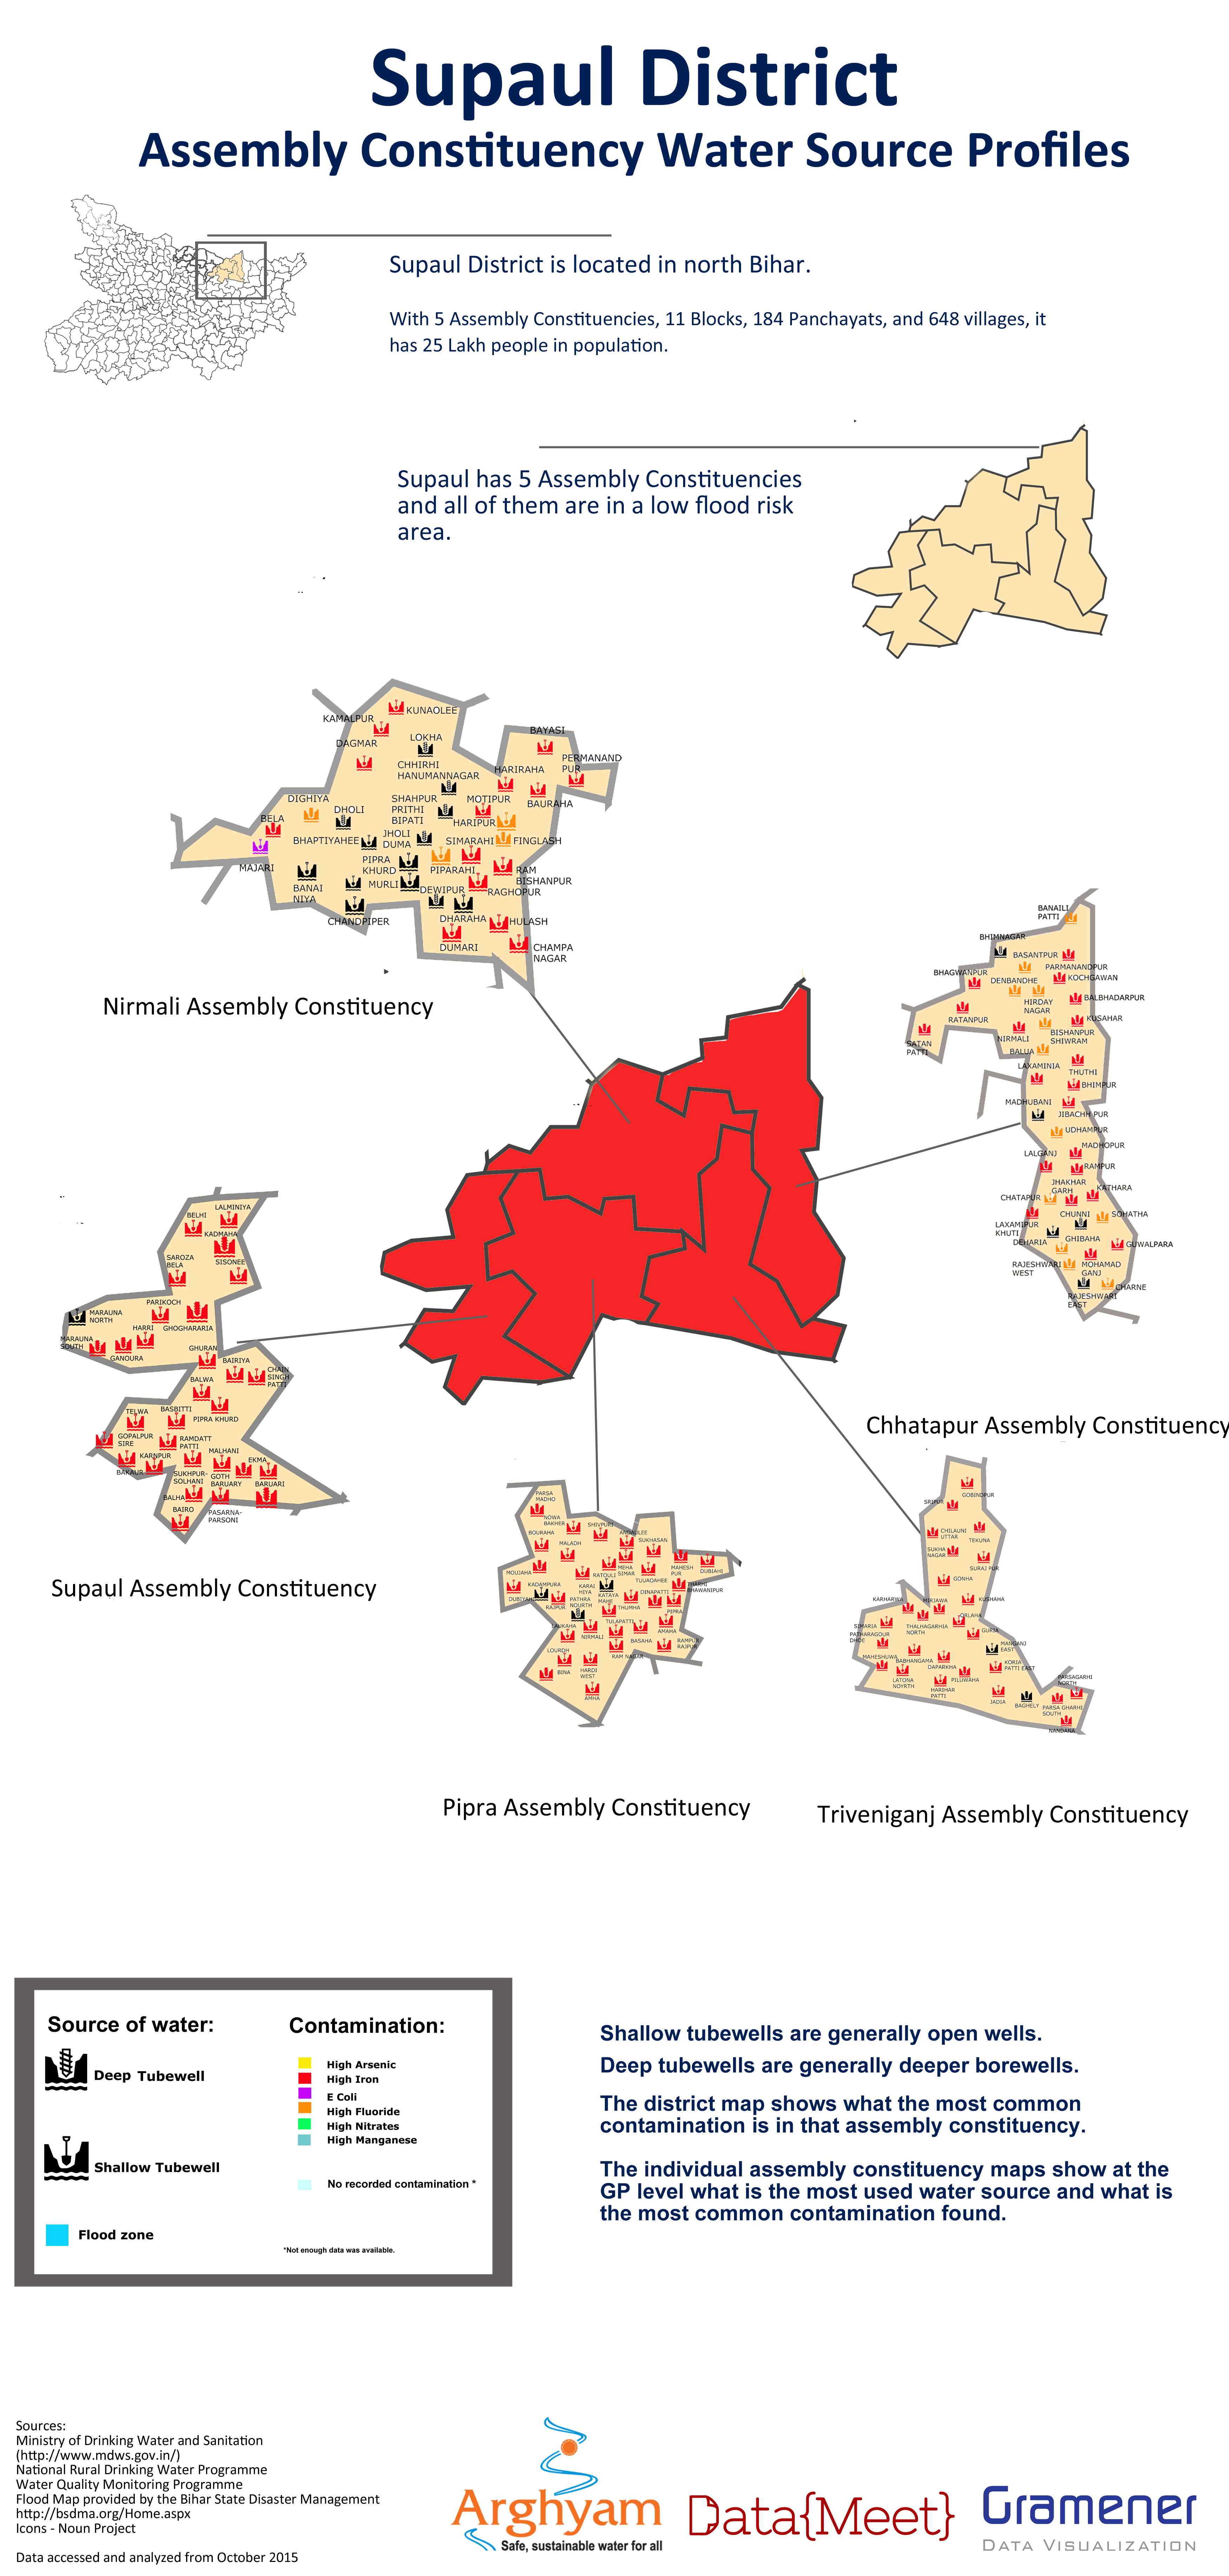 Supaul District
Assembly Constituency Water Source Profiles
Supaul District is located in north Bihar.
With 5 Assembly Constituencies, 11 Blocks, 184 Panchayats, and 648 villages, it
has 25 Lakh people in population.
Supaul has 5 Assembly Constituencies
and all of them are in a low flood risk
area.
KUNAOLEE
KAMALPUR
DAGMAR
LOKHA
BAYASI
CHHIRHI
HANUMANNAGAR
HARIRAHA
PERMANAND
PUR
DIGHIYA
DHOLI
SHAHPUR
PRITHI
BIPATI
MOTIPUR
BAURAHA
BELA
HARIPUR
BHAPTIYAHEE
JHOLI
DUMA
SIMARAHI
FINGLASH
MAJARI
PIPRA
KHURD
PIPARAHI
RAM
BISHANPUR
BANAI
NIYA
MURLI
DEWIPUR
RAGHOPUR
CHANDPIPER
DHARAHA
HULASH
DUMARI
CHAMPA
NAGAR
Nirmali Assembly Constituency
BANAILI
PATTI
BHIMNAGAR
BASANTPUR
PARMANANDPUR
BHAGWANPUR
DENBANDHE
KOCHGAWAN
HIRDAY
NAGAR
BALBHADARPUR
RATANPUR
KUSAHAR
SATAN
PATTI
NIRMALI
BISHANPUR
SHIWRAM
BALUA
LAXAMINIA
THUTHI
BHIMPUR
MADHUBANI
JIBACHH PUR
UDHAMPUR
LALGANJ
MADHOPUR
RAMPUR
JHAKHAR
GARH
KATHARA
CHATAPUR
CHUNNI
SOHATHA
LAXAMIPUR
KHUTI
DEHARIA
GHIBAHA
GUWALPARA
RAJESHWARI
WEST
MOHAMAD
GANJ
CHARNE
RAJESHWARI
EAST
Chhatapur Assembly Constituency
LALMINIYA
BELHI
KADMAHA
SAROZA
BELA
SISONEE
PARIKOCH
MARAUNA
NORTH
HARRI
GHOGHARARIA
MARAUNA
SOUTH
GANOURA
GHURAN
BAIRIYA
CHAIN
SINGH
PATTI
BALWA
TELWA
BASBITTI
PIPRA KHURD
GOPALPUR
SIRE
RAMDATT
PATTI
MALHANI
KARNPUR
EKMA
BAKAUR
SUKHPUR-
SOLHANI
GOTH
BARUARY
BARUARI
BALHA
BAIRO
PASARNA-
PARSONI
Supaul Assembly Constituency
PARSA
MADHO
NOWA
BAKHER
SHIVPURI
BOURAHA
MALADH
SUKHASAN
MOUJAHA
RATOULI
MEHA
SIMAR
TUUAOAHEE
MAHESH
PUR
DUBIAHI
KADAMPURA
KARAI
HIYA
KATAYA
MAHE
DINAPATTI
BHAWANIPUR
DUBIYAHI
RAJPUR
PATHRA
NOURTH
THUMHA
PIPRA
TULAPATTI
AMAHA
NIRMALI
BASAHA
RAMPUR
RAJPUR
LOURDH
RAM NAGAR
BINA
HARDI
WEST
AMHA
Pipra Assembly Constituency
GOBINDPUR
SRIPUR
CHILAUNI
UTTAR
TEKUNA
SUKHA
NAGAR
SURAJ PUR
GONHA
KARHARWA
MIRJAWA
KUSHAHA
SIMARIA
THALHAGARHIA
NORTH
ORLAHA
GURIA
PATHARAGOUR
DHDE
MANGANJ
EAST
MAHESHUWA
BABHANGAMA
DAPARKHA
KORIA
PATTI EAST
LATONA
NOYRTH
PILUWAHA
HARIHAR
PATTI
PARSAGARHI
NORTH
JADIA
BAGHELY
PARSA GHARHI
SOUTH
NANDANA
Triveniganj Assembly Constituency
Source of water:
Deep Tubewell
Shallow Tubewell
Flood zone
Contamination:
High Arsenic
High Iron
E Coli
High Fluoride
High Nitrates
High Manganese
No recorded contamination *
*Not enough data was available.
Shallow tubewells are generally open wells.
Deep tubewells are generally deeper borewells.
The district map shows what the most common
contamination is in that assembly constituency.
The individual assembly constituency maps show at the
GP level what is the most used water source and what is
the most common contamination found.
Sources:
Ministry of Drinking Water and Sanitation
(http://www.mdws.gov.in/)
National Rural Drinking Water Programme
Water Quality Monitoring Programme
Flood Map provided by the Bihar State Disaster Management
http://bsdma.org/Home.aspx
Icons - Noun Project
Data accessed and analyzed from October 2015
Arghyam
Safe, sustainable water for all
Data{Meet}
Gramener
DATA VISUALIZATION